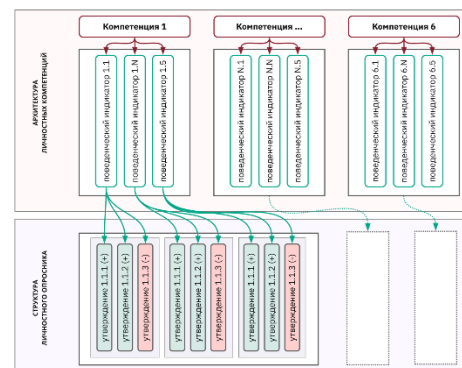 Компетенция 1
Компетенция ...
Компетенция 6
АРХИТЕКТУРА
ЛИЧНОСТНЫХ КОМПЕТЕНЦИЙ
поведенческий индикатор 1.1
поведенческий индикатор 1.N
поведенческий индикатор 1.5
поведенческий индикатор N.1
поведенческий индикатор N.N
поведенческий индикатор N.5
поведенческий индикатор 6.1
поведенческий индикатор 6.N
поведенческий индикатор 6.5
СТРУКТУРА
ЛИЧНОСТНОГО ОПРОСНИКА
утверждение 1.1.1 (+)
утверждение 1.1.2 (+)
утверждение 1.1.3 (-)
утверждение 1.1.1 (+)
утверждение 1.1.2 (+)
утверждение 1.1.3 (-)
утверждение 1.1.1 (+)
утверждение 1.1.2 (+)
утверждение 1.1.3 (-)